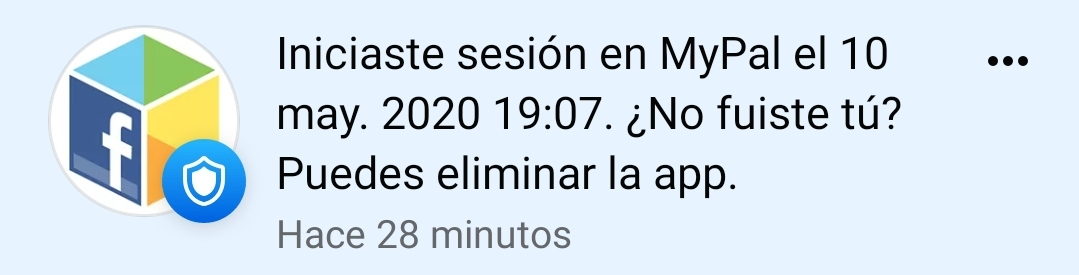 Iniciaste sesión en MyPal el 10
may. 2020 19:07. ¿No fuiste tú?
Puedes eliminar la app.
Hace 28 minutos
f